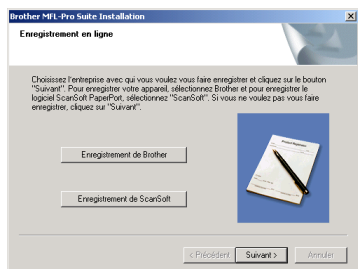 Brother MFL-Pro Suite Installation
Enregistrement en ligne
Choisissez l'entreprise avec qui vous voulez vous faire enregistrer et cliquez sur le bouton
"Suivant". Pour enregistrer votre appareil, sélectionnez Brother et pour enregistrer le
logiciel ScanSoft PaperPort, sélectionnez "ScanSoft". Si vous ne voulez pas vous faire
enregistrer, cliquez sur "Suivant".
Enregistrement de Brother
Enregistrement de ScanSoft
< Précédent
Suivant >
Annuler